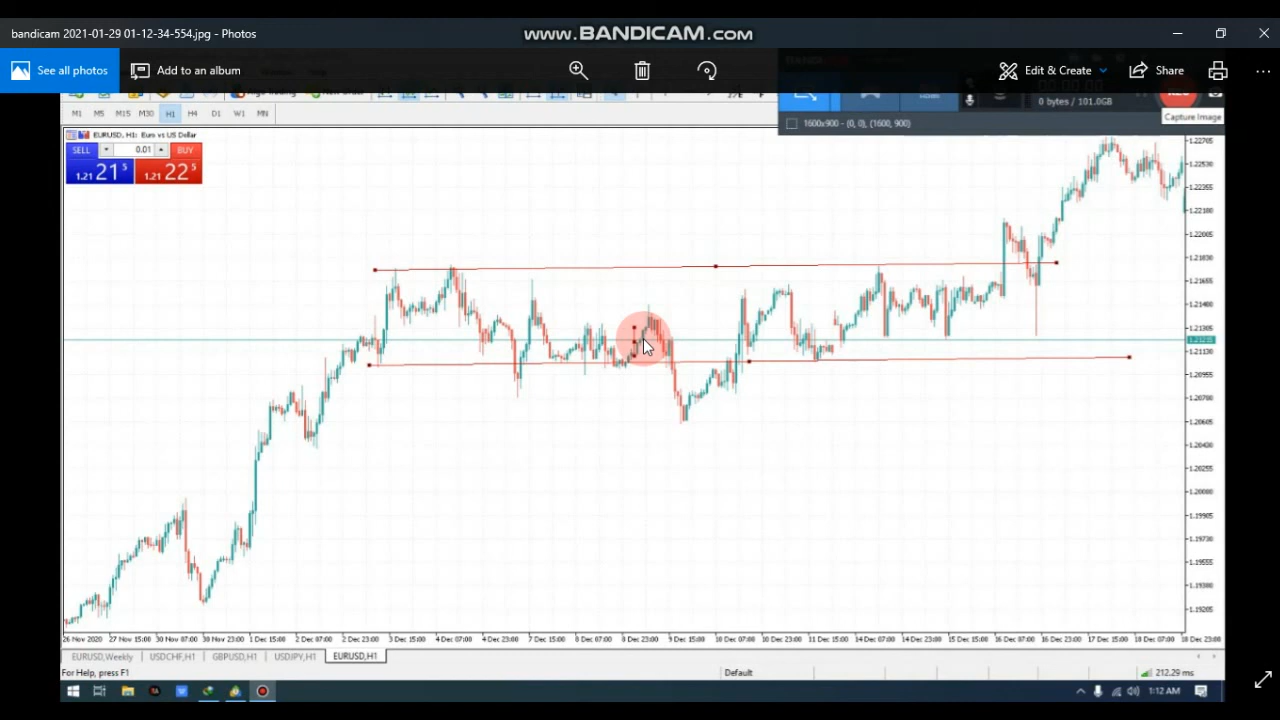 bandicam 2021-01-29 01-12-34-554.jpg - Photos
www.BANDICAM.com
See all photos
Add to an album
Edit & Create
Share
0 bytes / 101.0GB
Capture Image
1600x900 - (0, 0), (1600, 900)
M1 M5 M15 M30 H1 H4 D1 W1 MN
EURUSD, H1: Euro vs US Dollar
SELL 0.01 BUY
1.21 21 5 1.21 22 5
1.22705
1.22530
1.22355
1.22180
1.22005
1.21830
1.21655
1.21480
1.21305
1.21130
1.20955
1.20780
1.20605
1.20430
1.20255
1.20080
1.19905
1.19730
1.19555
1.19380
1.19205
26 Nov 2020 27 Nov 15:00 30 Nov 07:00 30 Nov 23:00 1 Dec 15:00 2 Dec 07:00 2 Dec 23:00 3 Dec 15:00 4 Dec 07:00 4 Dec 23:00 7 Dec 15:00 8 Dec 07:00 8 Dec 23:00 9 Dec 15:00 10 Dec 07:00 10 Dec 23:00 11 Dec 15:00 14 Dec 07:00 14 Dec 23:00 15 Dec 15:00 16 Dec 07:00 16 Dec 23:00 17 Dec 15:00 18 Dec 07:00 18 Dec 23:00
EURUSD,Weekly USDCHF,H1 GBPUSD,H1 USDJPY,H1 EURUSD,H1
For Help, press F1 Default 212.29 ms
1:12 AM